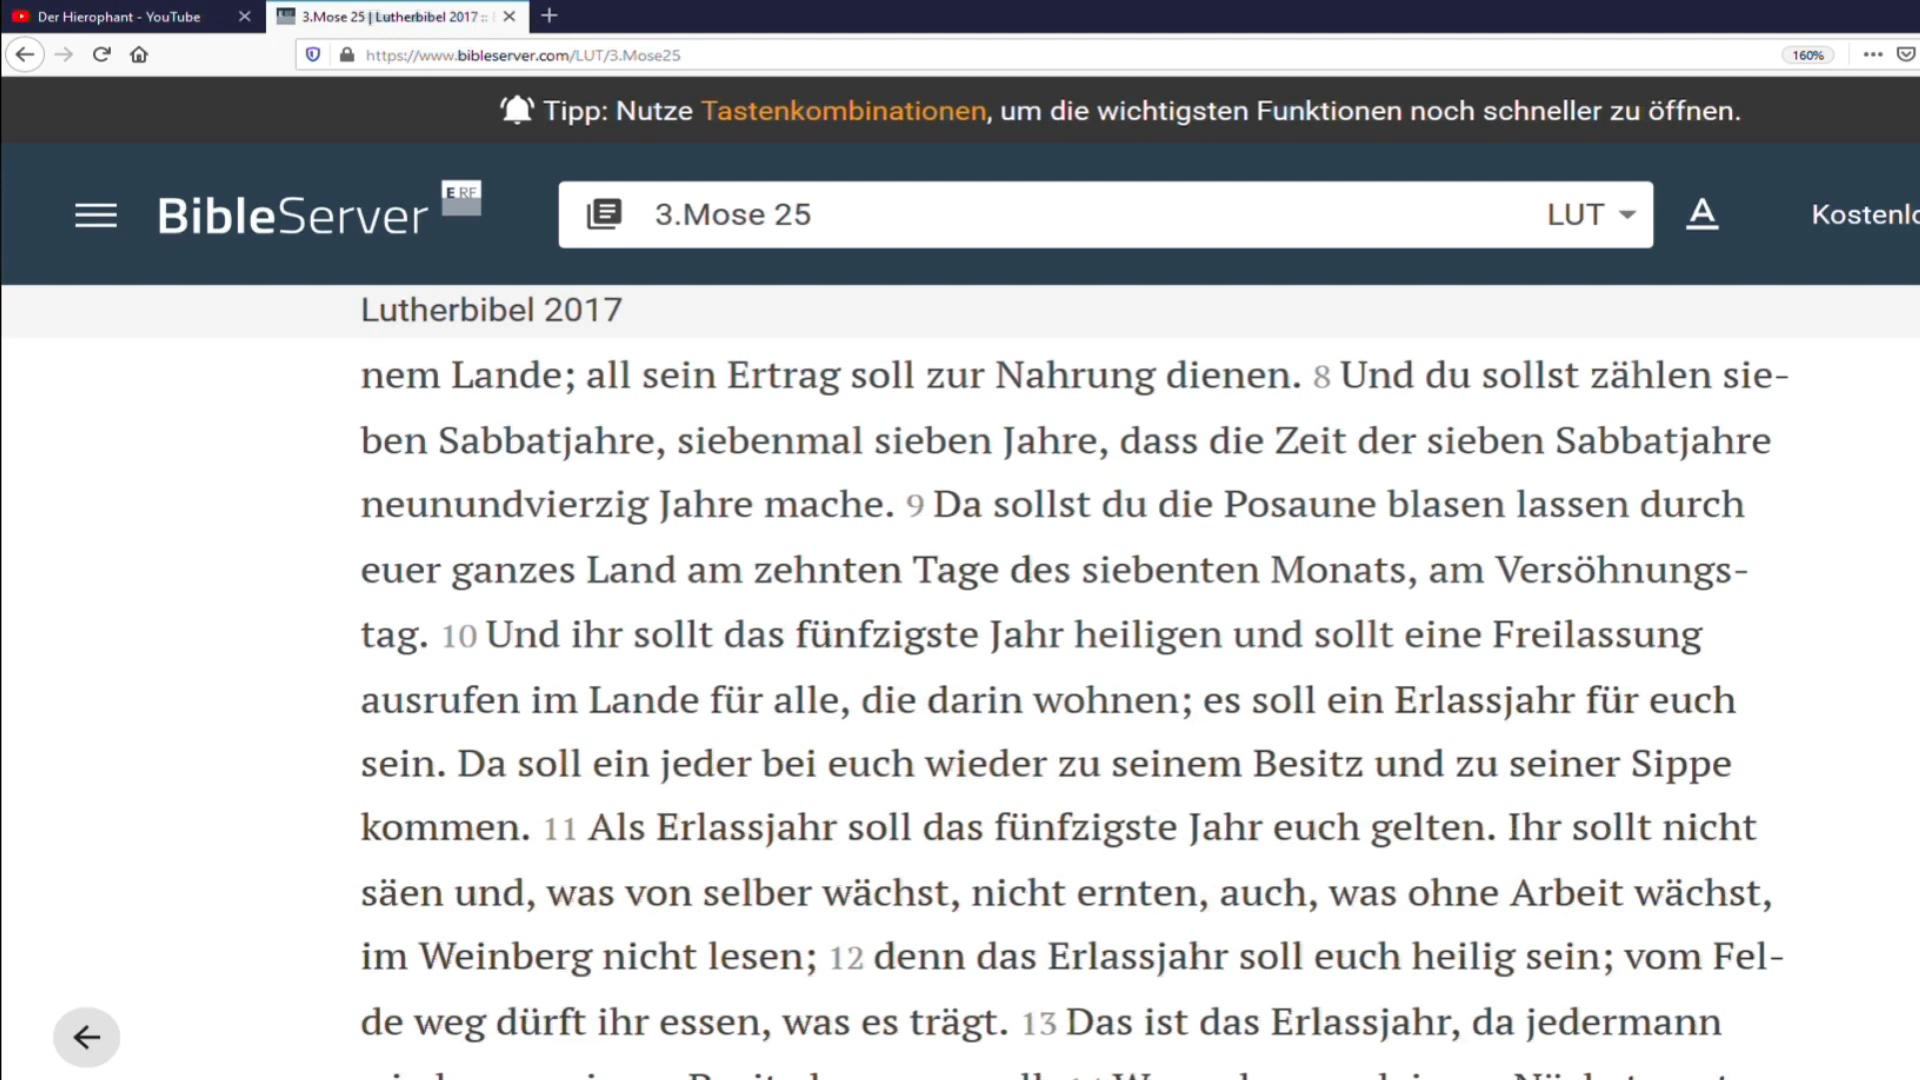 Der Hierophant - YouTube
3.Mose 25 | Lutherbibel 2017 ::
https://www.bibleserver.com/LUT/3.Mose25
160%
Tipp: Nutze Tastenkombinationen, um die wichtigsten Funktionen noch schneller zu öffnen.
BibleServer
ERF
3.Mose 25
LUT
A
Kostenlo
Lutherbibel 2017
nem Lande; all sein Ertrag soll zur Nahrung dienen. 8 Und du sollst zählen sie-
ben Sabbatjahre, siebenmal sieben Jahre, dass die Zeit der sieben Sabbatjahre
neunundvierzig Jahre mache. 9 Da sollst du die Posaune blasen lassen durch
euer ganzes Land am zehnten Tage des siebenten Monats, am Versöhnungs-
tag. 10 Und ihr sollt das fünfzigste Jahr heiligen und sollt eine Freilassung
ausrufen im Lande für alle, die darin wohnen; es soll ein Erlassjahr für euch
sein. Da soll ein jeder bei euch wieder zu seinem Besitz und zu seiner Sippe
kommen. 11 Als Erlassjahr soll das fünfzigste Jahr euch gelten. Ihr sollt nicht
säen und, was von selber wächst, nicht ernten, auch, was ohne Arbeit wächst,
im Weinberg nicht lesen; 12 denn das Erlassjahr soll euch heilig sein; vom Fel-
de weg dürft ihr essen, was es trägt. 13 Das ist das Erlassjahr, da jedermann